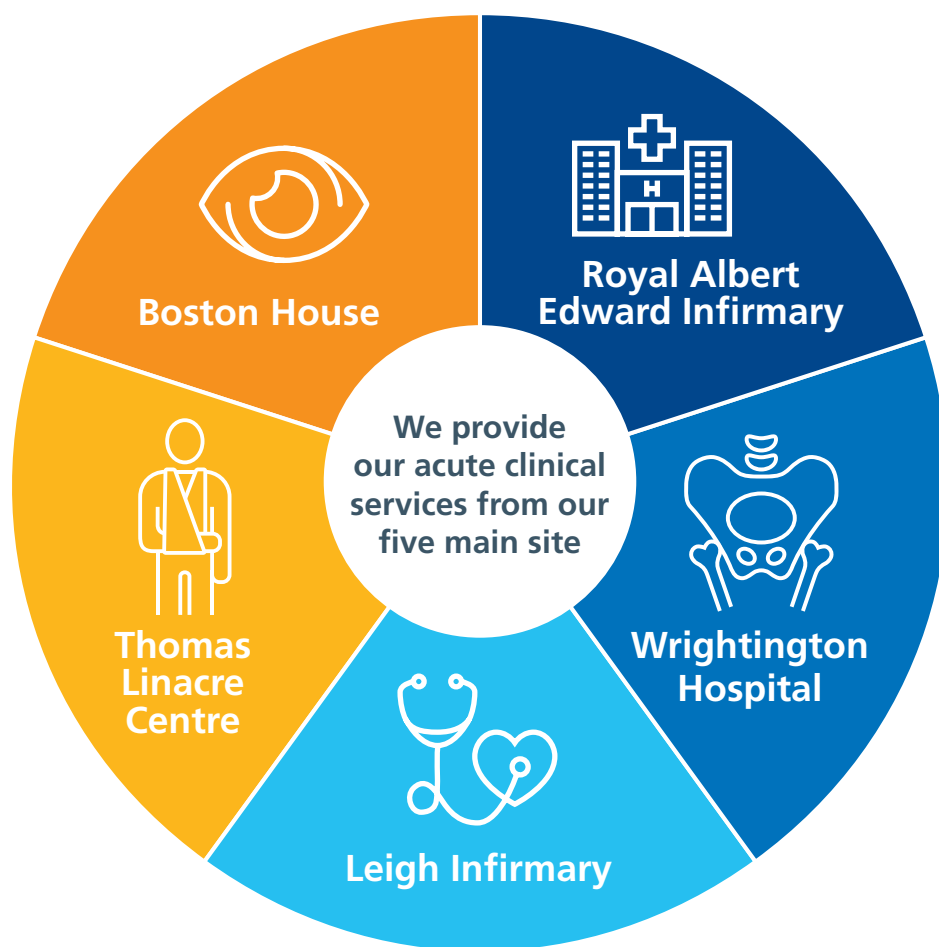 Boston House
H
Royal Albert
Edward Infirmary
We provide
our acute clinical
services from our
five main site
Thomas
Linacre
Centre
Wrightington
Hospital
Leigh Infirmary